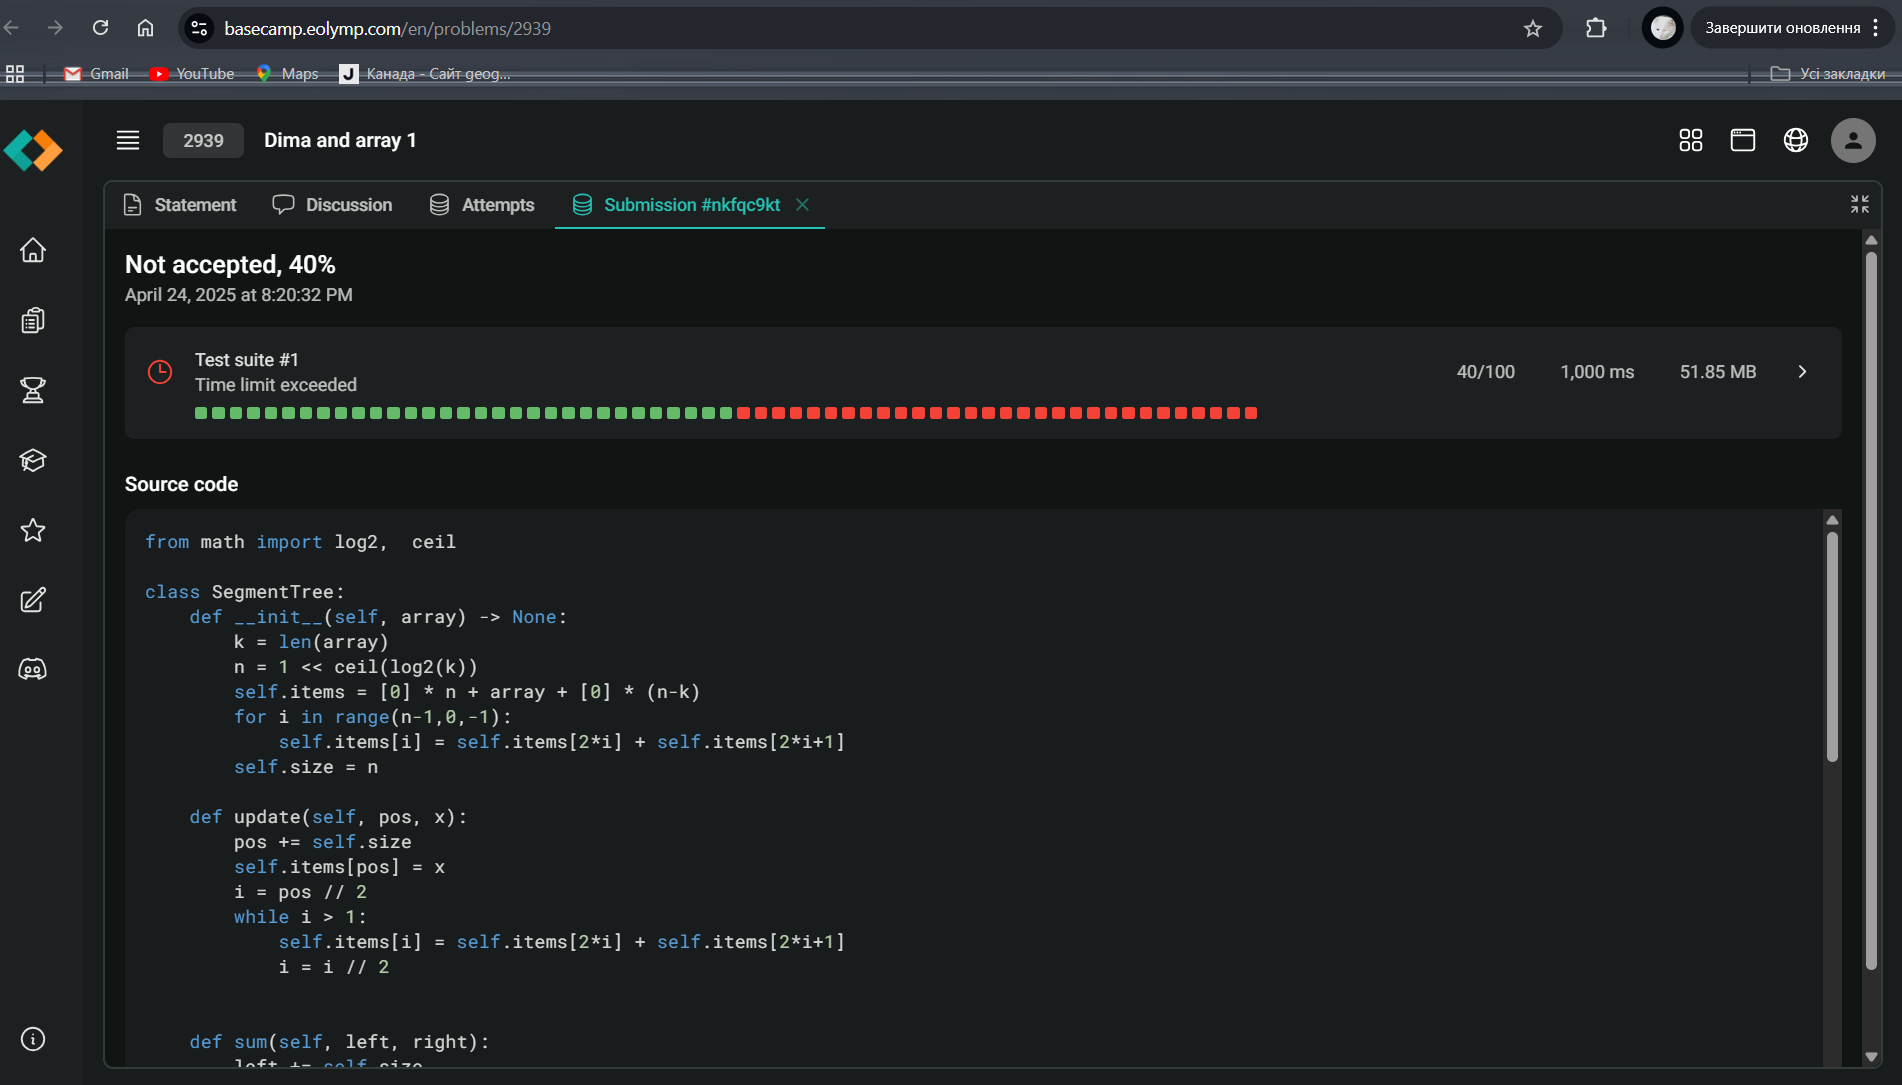 basecamp.eolymp.com/en/problems/2939
Завершити оновлення
Gmail
YouTube
Maps
Канада - Сайт geog...
Усі закладки
2939
Dima and array 1
Statement
Discussion
Attempts
Submission #nkfqc9kt
Not accepted, 40%
April 24, 2025 at 8:20:32 PM
Test suite #1
Time limit exceeded
40/100
1,000 ms
51.85 MB
Source code
from math import log2,  ceil
class SegmentTree:
    def __init__(self, array) -> None:
        k = len(array)
        n = 1 << ceil(log2(k))
        self.items = [0] * n + array + [0] * (n-k)
        for i in range(n-1,0,-1):
            self.items[i] = self.items[2*i] + self.items[2*i+1]
        self.size = n
    def update(self, pos, x):
        pos += self.size
        self.items[pos] = x
        i = pos // 2
        while i > 1:
            self.items[i] = self.items[2*i] + self.items[2*i+1]
            i = i // 2
    def sum(self, left, right):
        left += self.size